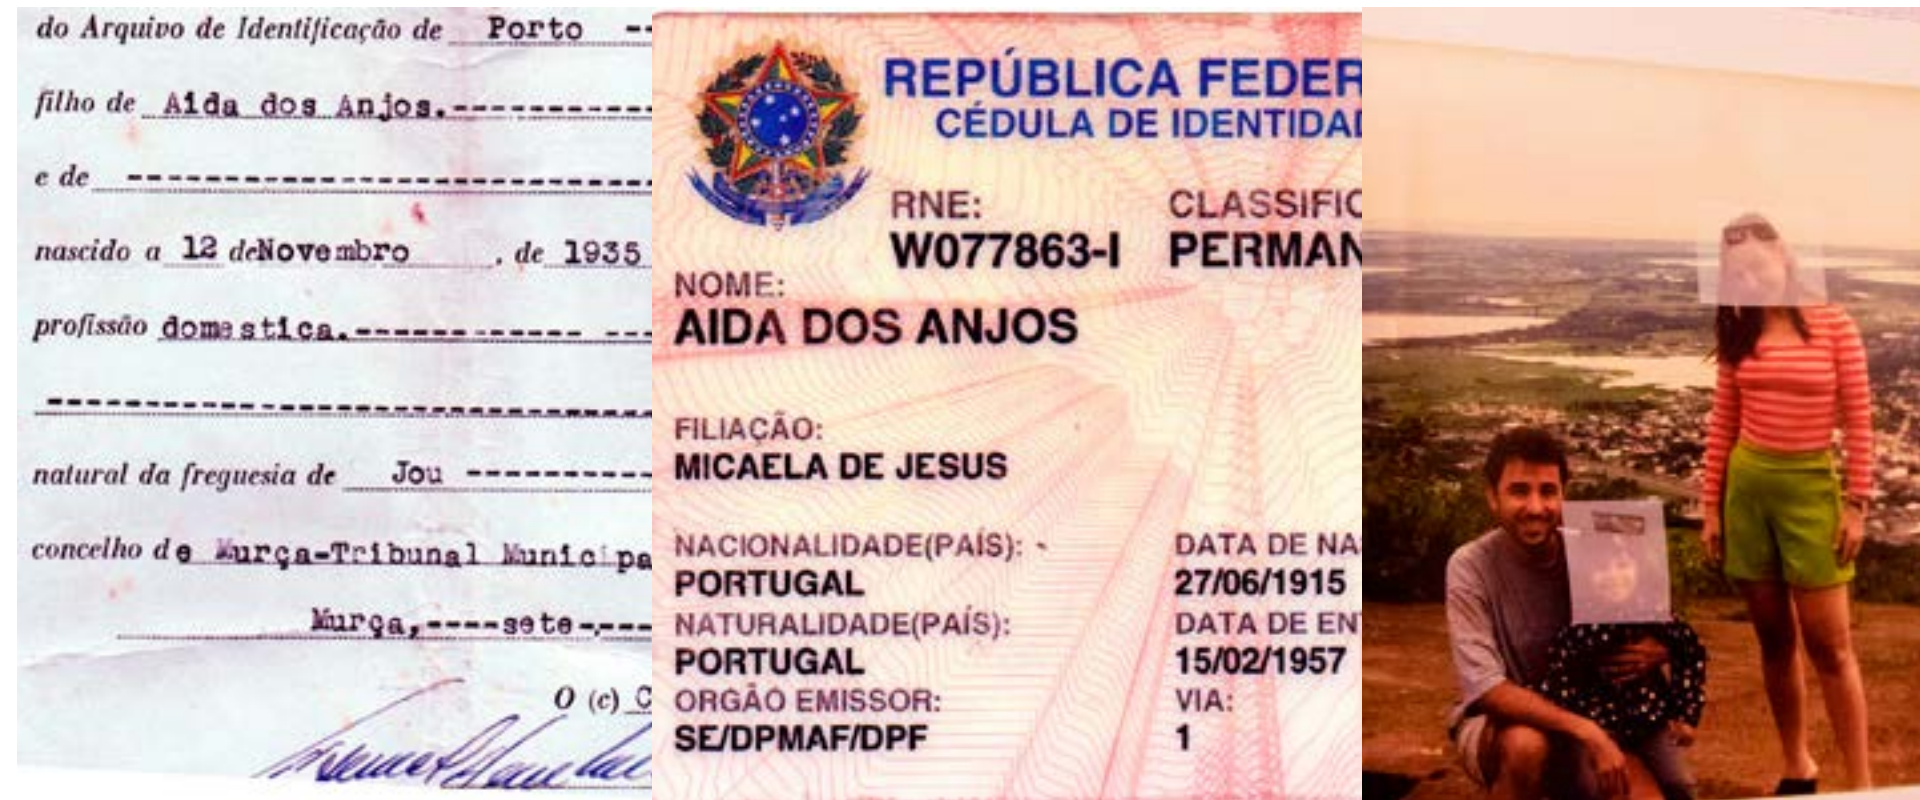 do Arquivo de Identificação de Porto --
filho de Aida dos Anjos.-----------
e de ------------------------------
nascido a 12 de Novembro , de 1935
profissão domestica.------------ ---
natural da freguesia de Jou ---------
concelho de Murça-Tribunal Municipa
Murça,----sete-,---
O (c) C
REPÚBLICA FEDER
CÉDULA DE IDENTIDAD
RNE: CLASSIFIC
W077863-I PERMAN
NOME:
AIDA DOS ANJOS
FILIAÇÃO:
MICAELA DE JESUS
NACIONALIDADE(PAÍS): DATA DE NA
PORTUGAL 27/06/1915
NATURALIDADE(PAÍS): DATA DE EN
PORTUGAL 15/02/1957
ORGÃO EMISSOR: VIA:
SE/DPMAF/DPF 1